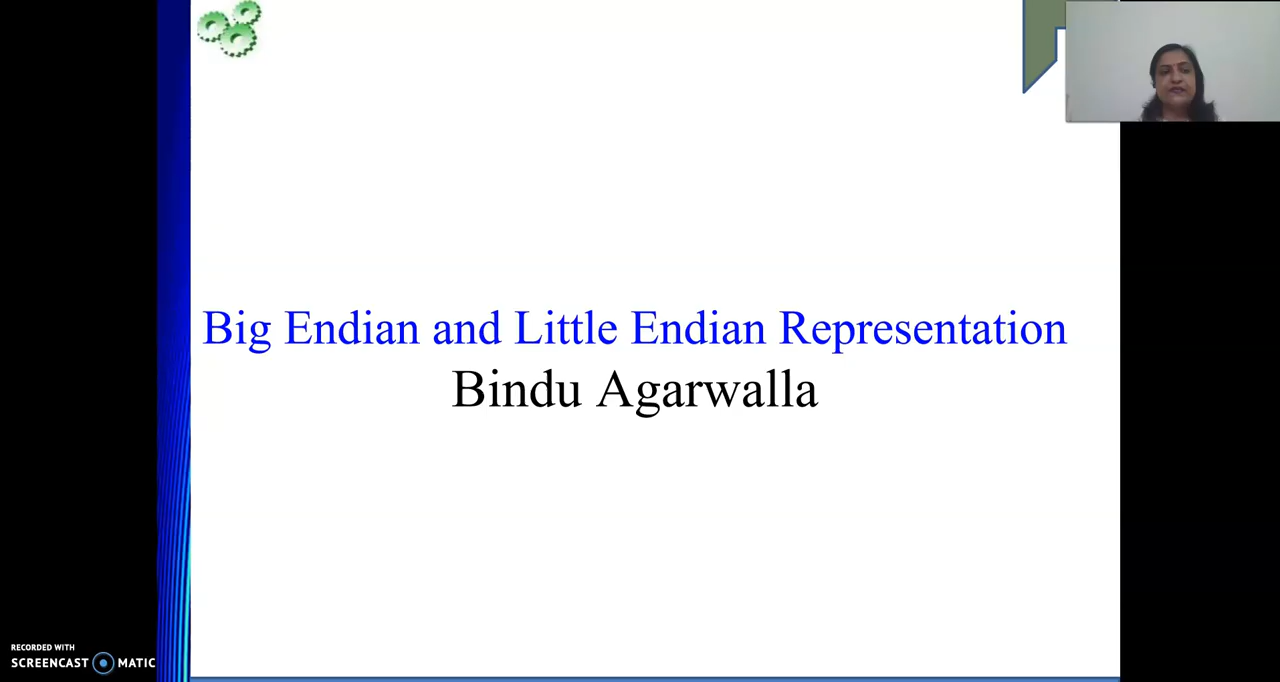 Big Endian and Little Endian Representation
Bindu Agarwalla
RECORDED WITH
SCREENCAST MATIC